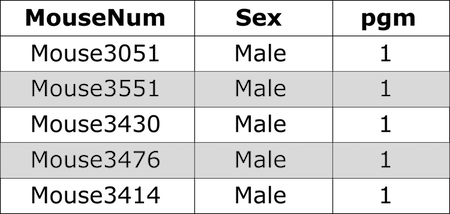 MouseNum Sex pgm
Mouse3051 Male 1
Mouse3551 Male 1
Mouse3430 Male 1
Mouse3476 Male 1
Mouse3414 Male 1